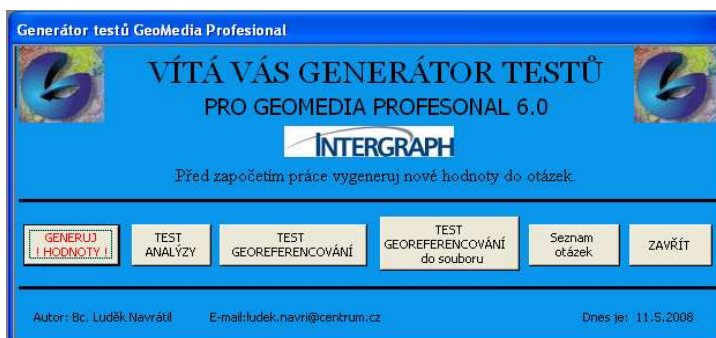 Generátor testů GeoMedia Profesional
VÍTÁ VÁS GENERÁTOR TESTŮ
PRO GEOMEDIA PROFESONAL 6.0
INTERGRAPH
Před započetím práce vygeneruj nové hodnoty do otázek.
GENERUJ
! HODNOTY !
TEST
ANALÝZY
TEST
GEOREFERENCOVÁNÍ
TEST
GEOREFERENCOVÁNÍ
do souboru
Seznam
otázek
ZAVŘÍT
Autor: Bc. Luděk Navrátil E-mail:ludek.navri@centrum.cz Dnes je: 11.5.2008